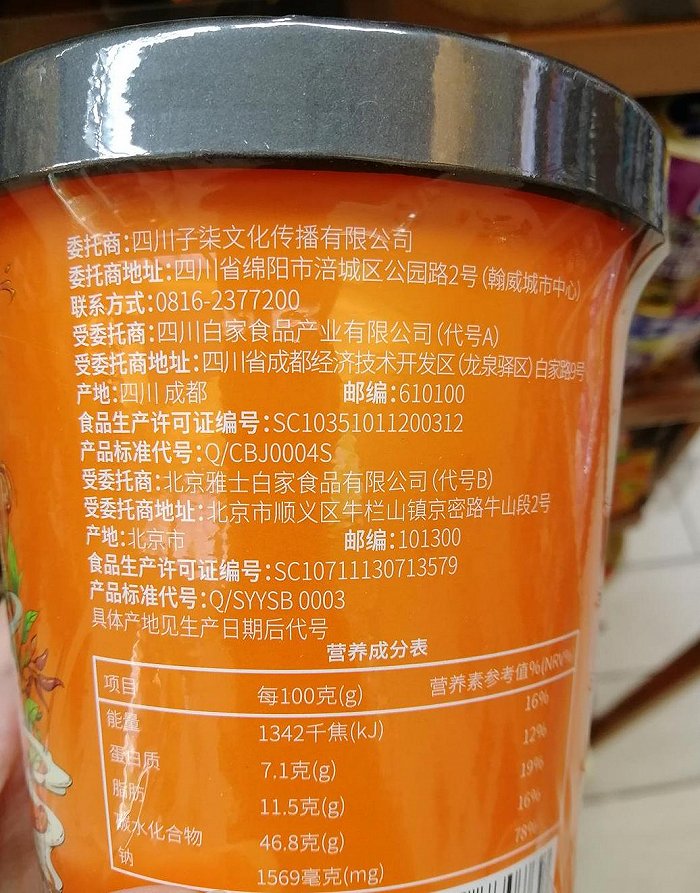 委托商:四川子柒文化传播有限公司
委托商地址:四川省绵阳市涪城区公园路2号(翰威城市中心)
联系方式:0816-2377200
受委托商:四川白家食品产业有限公司(代号A)
受委托商地址:四川省成都经济技术开发区(龙泉驿区)白家路9号
产地:四川 成都 邮编:610100
食品生产许可证编号:SC10351011200312
产品标准代号:Q/CBJ0004S
受委托商:北京雅士白家食品有限公司(代号B)
受委托商地址:北京市顺义区牛栏山镇京密路牛山段2号
产地:北京市 邮编:101300
食品生产许可证编号:SC10711130713579
产品标准代号:Q/SYYSB 0003
具体产地见生产日期后代号
营养成分表
项目 每100克(g) 营养素参考值%(NRV%
能量 1342千焦(kJ) 16%
蛋白质 7.1克(g) 12%
脂肪 11.5克(g) 19%
碳水化合物 46.8克(g) 16%
钠 1569毫克(mg) 78%